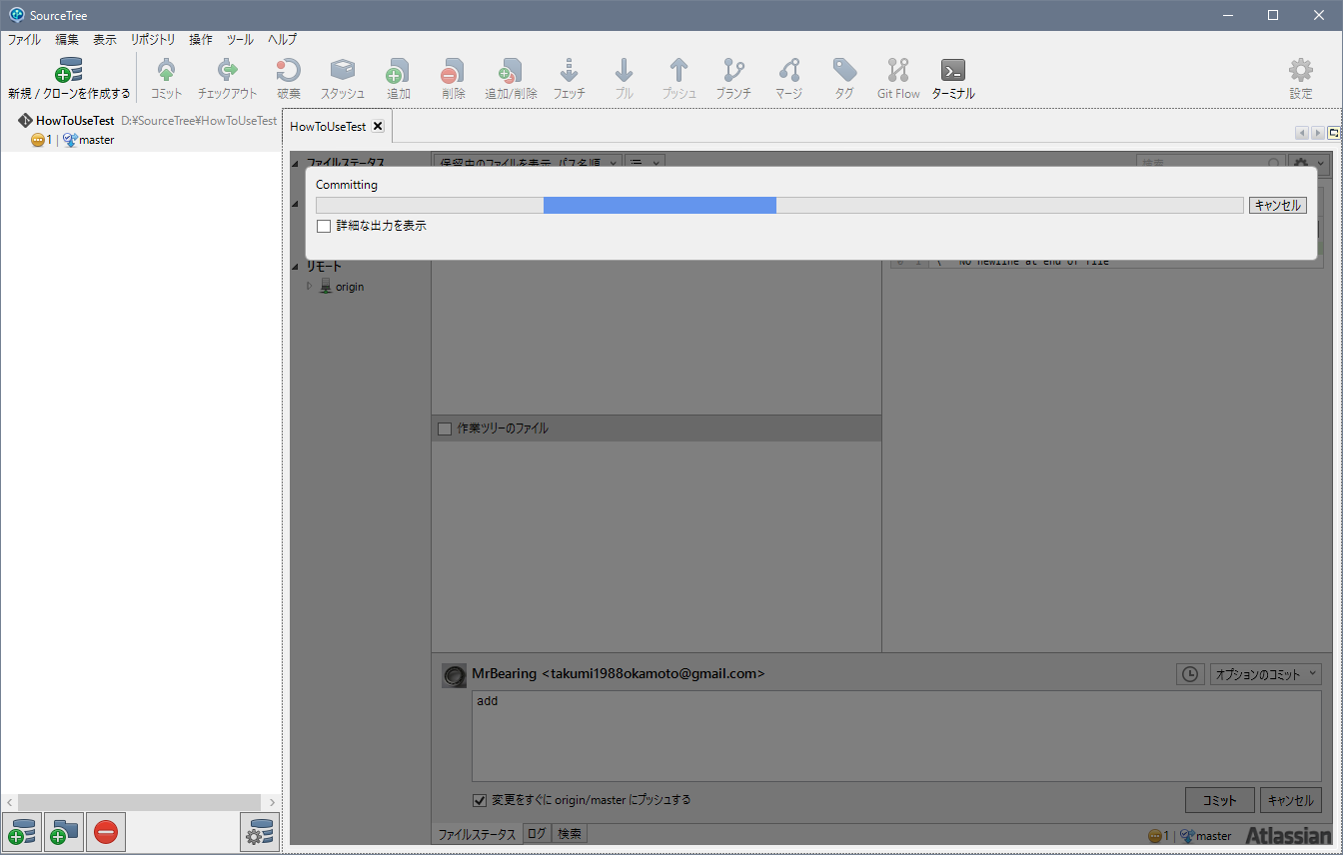 SourceTree
ファイル 編集 表示 リポジトリ 操作 ツール ヘルプ
新規 / クローンを作成する コミット チェックアウト 破棄 スタッシュ 追加 削除 追加/削除 フェッチ プル プッシュ ブランチ マージ タグ Git Flow ターミナル 設定
HowToUseTest D:¥SourceTree¥HowToUseTest
1 | master
HowToUseTest
ファイルステータス
保留中のファイルを表示, パス名順
検索
Committing
キャンセル
詳細な出力を表示
リモート
origin
1 \ No newline at end of file
作業ツリーのファイル
MrBearing <takumi1988okamoto@gmail.com>
オプションのコミット
add
変更をすぐに origin/master にプッシュする
コミット キャンセル
ファイルステータス ログ 検索
1 | master Atlassian